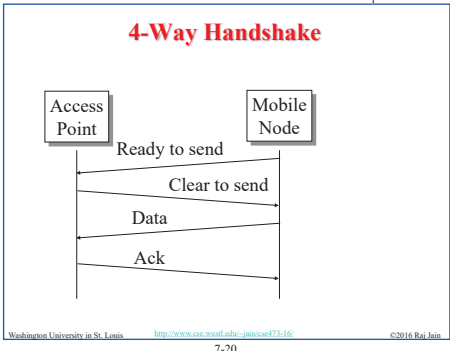 4-Way Handshake
Access
Point
Mobile
Node
Ready to send
Clear to send
Data
Ack
Washington University in St. Louis
http://www.cse.wustl.edu/~jain/cse473-16/
©2016 Raj Jain
7-20